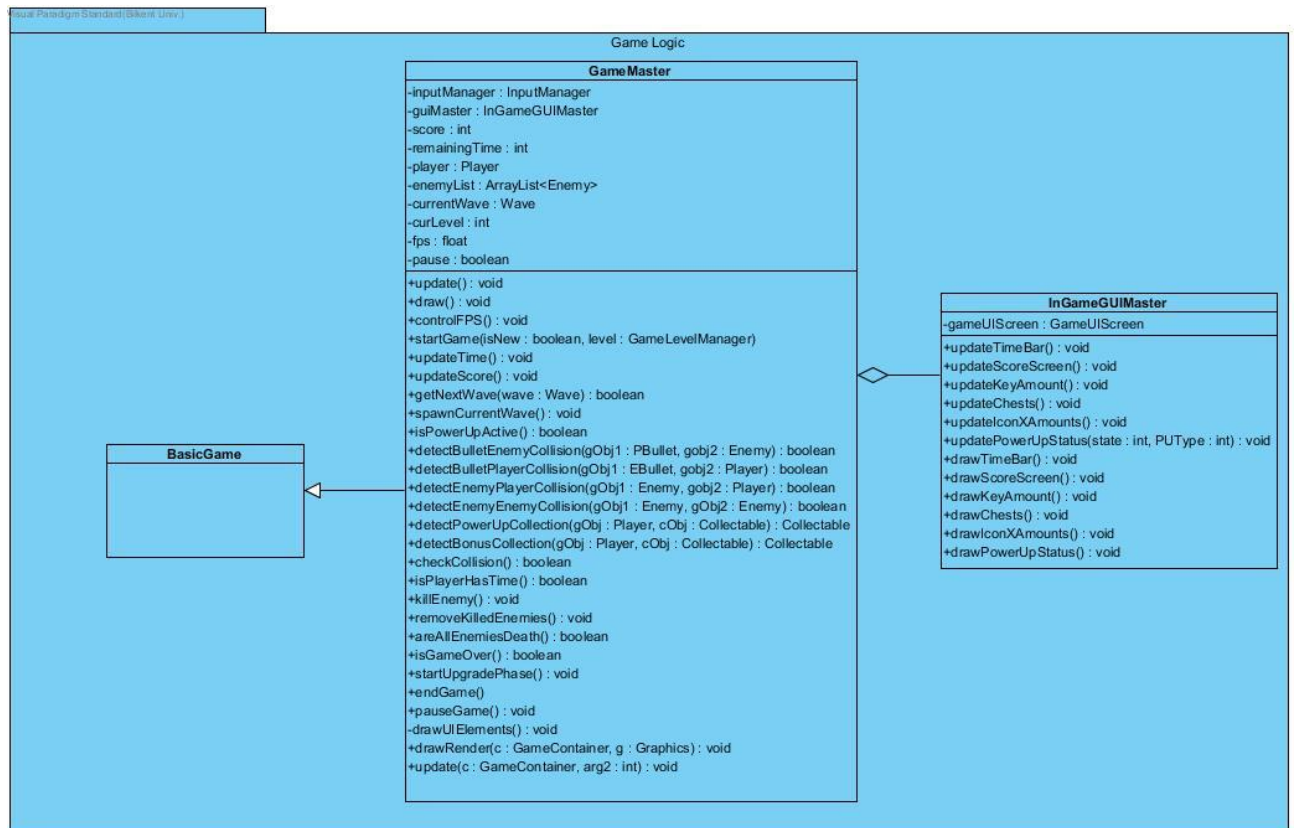 Visual Paradigm Standard(Bilkent Univ.)
Game Logic
GameMaster
-inputManager : InputManager
-guiMaster : InGameGUIMaster
-score : int
-remainingTime : int
-player : Player
-enemyList : ArrayList<Enemy>
-currentWave : Wave
-curLevel : int
-fps : float
-pause : boolean
+update() : void
+draw() : void
+controlFPS() : void
+startGame(isNew : boolean, level : GameLevelManager)
+updateTime() : void
+updateScore() : void
+getNextWave(wave : Wave) : boolean
+spawnCurrentWave() : void
+isPowerUpActive() : boolean
+detectBulletEnemyCollision(gObj1 : PBullet, gobj2 : Enemy) : boolean
+detectBulletPlayerCollision(gObj1 : EBullet, gobj2 : Player) : boolean
+detectEnemyPlayerCollision(gObj1 : Enemy, gobj2 : Player) : boolean
+detectEnemyEnemyCollision(gObj1 : Enemy, gObj2 : Enemy) : boolean
+detectPowerUpCollection(gObj : Player, cObj : Collectable) : Collectable
+detectBonusCollection(gObj : Player, cObj : Collectable) : Collectable
+checkCollision() : boolean
+isPlayerHasTime() : boolean
+killEnemy() : void
+removeKilledEnemies() : void
+areAllEnemiesDeath() : boolean
+isGameOver() : boolean
+startUpgradePhase() : void
+endGame()
+pauseGame() : void
-drawUIElements() : void
+drawRender(c : GameContainer, g : Graphics) : void
+update(c : GameContainer, arg2 : int) : void
BasicGame
InGameGUIMaster
-gameUIScreen : GameUIScreen
+updateTimeBar() : void
+updateScoreScreen() : void
+updateKeyAmount() : void
+updateChests() : void
+updateIconXAmounts() : void
+updatePowerUpStatus(state : int, PUType : int) : void
+drawTimeBar() : void
+drawScoreScreen() : void
+drawKeyAmount() : void
+drawChests() : void
+drawIconXAmounts() : void
+drawPowerUpStatus() : void